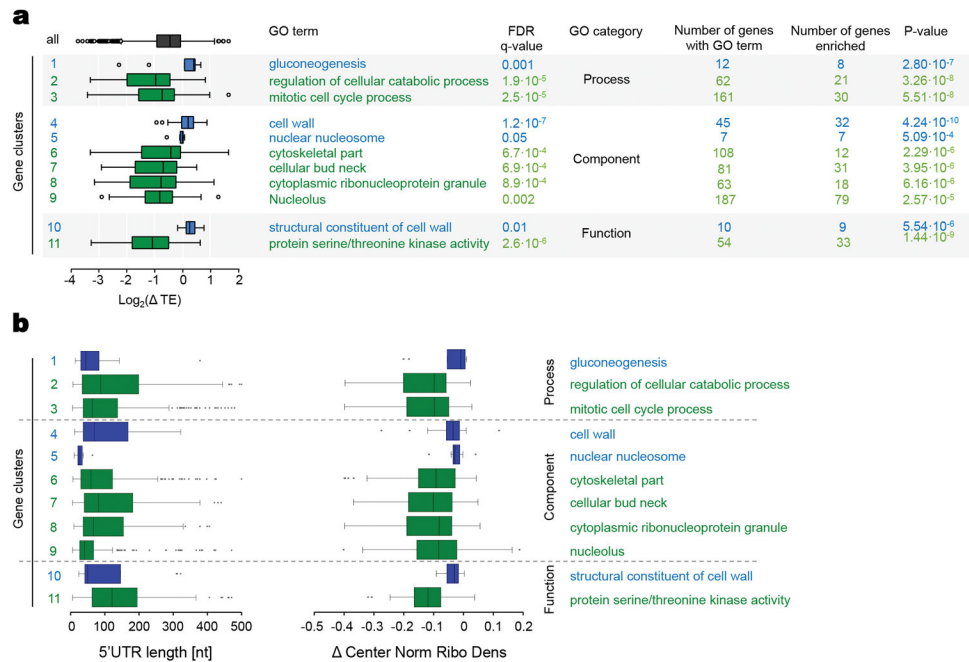 a
GO term FDR q-value GO category Number of genes with GO term Number of genes enriched P-value
all
Gene clusters
1 gluconeogenesis 0.001 12 8 2.80·10-7
2 regulation of cellular catabolic process 1.9·10-5 Process 62 21 3.26·10-8
3 mitotic cell cycle process 2.5·10-5 161 30 5.51·10-8
4 cell wall 1.2·10-7 45 32 4.24·10-10
5 nuclear nucleosome 0.05 7 7 5.09·10-4
6 cytoskeletal part 6.7·10-4 Component 108 12 2.29·10-6
7 cellular bud neck 6.9·10-4 81 31 3.95·10-6
8 cytoplasmic ribonucleoprotein granule 8.9·10-4 63 18 6.16·10-6
9 Nucleolus 0.002 187 79 2.57·10-5
10 structural constituent of cell wall 0.01 Function 10 9 5.54·10-6
11 protein serine/threonine kinase activity 2.6·10-6 54 33 1.44·10-9
-4 -3 -2 -1 0 1 2
Log2(Δ TE)
b
Gene clusters
1 gluconeogenesis
2 regulation of cellular catabolic process
3 mitotic cell cycle process
Process
4 cell wall
5 nuclear nucleosome
6 cytoskeletal part
7 cellular bud neck
8 cytoplasmic ribonucleoprotein granule
9 nucleolus
Component
10 structural constituent of cell wall
11 protein serine/threonine kinase activity
Function
0 100 200 300 400 500
5'UTR length [nt]
-0.5 -0.4 -0.3 -0.2 -0.1 0 0.1 0.2
Δ Center Norm Ribo Dens